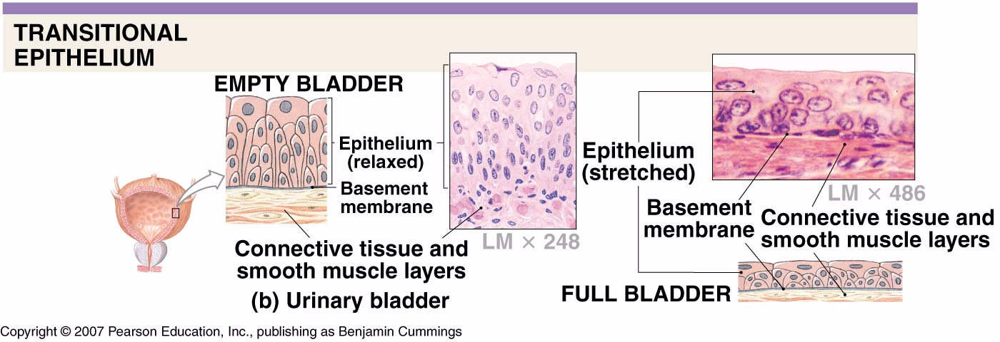 TRANSITIONAL
EPITHELIUM
EMPTY BLADDER
Epithelium
(relaxed)
Basement
membrane
Connective tissue and
smooth muscle layers
(b) Urinary bladder
LM × 248
Epithelium
(stretched)
LM × 486
Basement
membrane
Connective tissue and
smooth muscle layers
FULL BLADDER
Copyright © 2007 Pearson Education, Inc., publishing as Benjamin Cummings